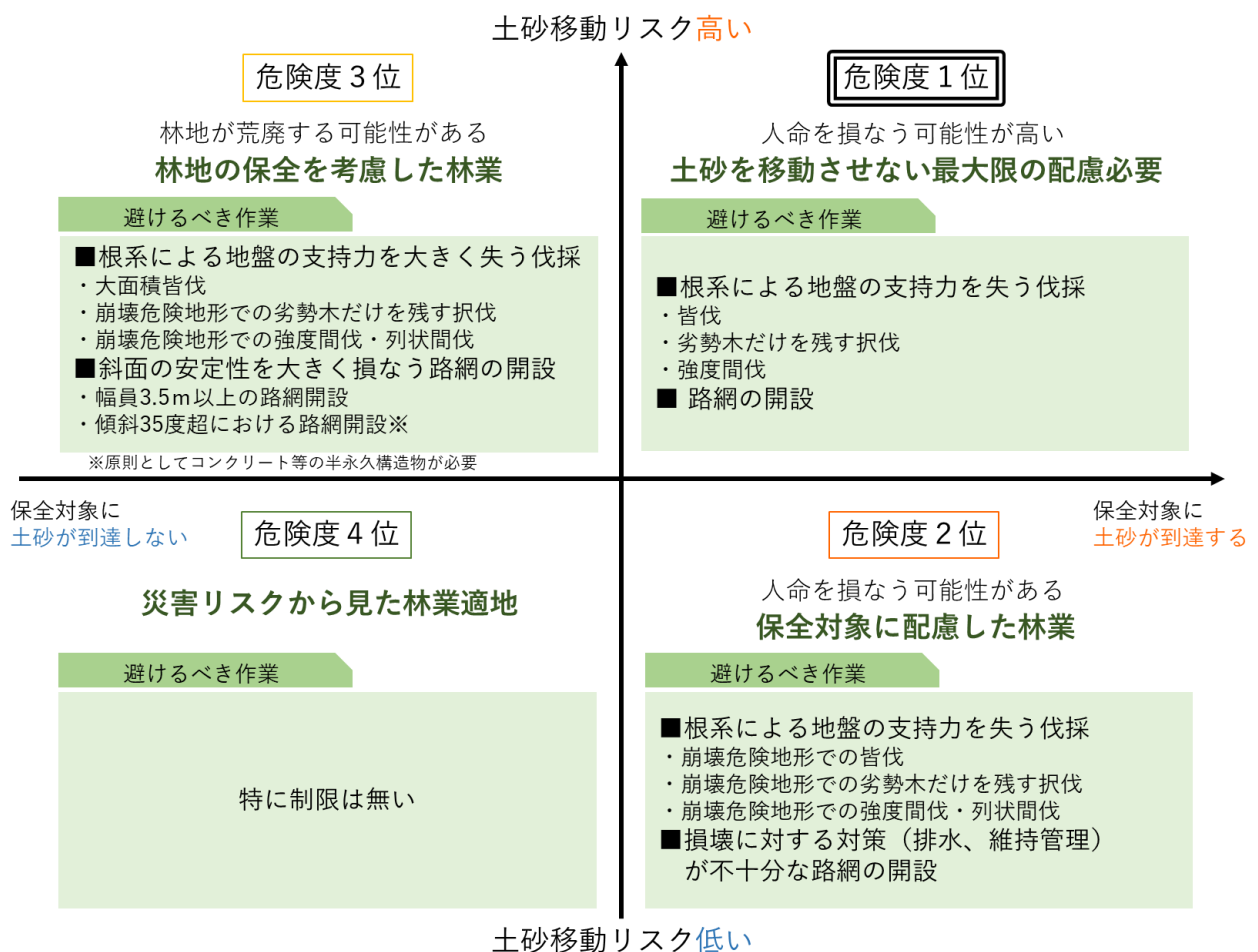 土砂移動リスク高い
危険度３位
林地が荒廃する可能性がある
林地の保全を考慮した林業
避けるべき作業
■根系による地盤の支持力を大きく失う伐採
・大面積皆伐
・崩壊危険地形での劣勢木だけを残す択伐
・崩壊危険地形での強度間伐・列状間伐
■斜面の安定性を大きく損なう路網の開設
・幅員3.5ｍ以上の路網開設
・傾斜35度超における路網開設※
※原則としてコンクリート等の半永久構造物が必要
危険度１位
人命を損なう可能性が高い
土砂を移動させない最大限の配慮必要
避けるべき作業
■根系による地盤の支持力を失う伐採
・皆伐
・劣勢木だけを残す択伐
・強度間伐
■ 路網の開設
保全対象に
土砂が到達しない
保全対象に
土砂が到達する
危険度４位
災害リスクから見た林業適地
避けるべき作業
特に制限は無い
危険度２位
人命を損なう可能性がある
保全対象に配慮した林業
避けるべき作業
■根系による地盤の支持力を失う伐採
・崩壊危険地形での皆伐
・崩壊危険地形での劣勢木だけを残す択伐
・崩壊危険地形での強度間伐・列状間伐
■損壊に対する対策（排水、維持管理）
が不十分な路網の開設
土砂移動リスク低い